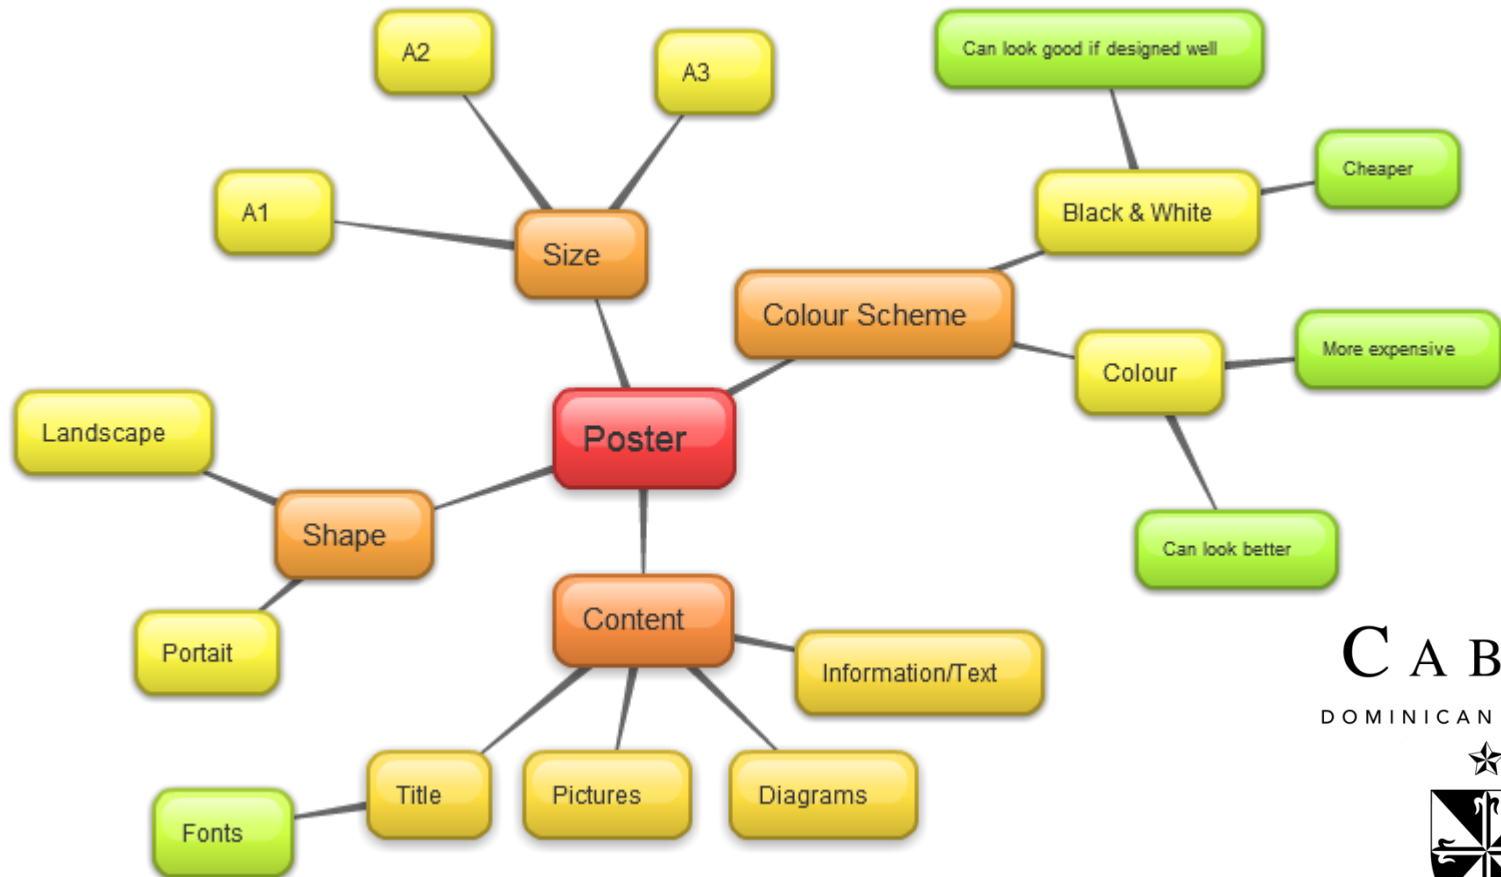 A2
A3
Can look good if designed well
Cheaper
A1
Black & White
Size
Colour Scheme
More expensive
Colour
Landscape
Poster
Shape
Can look better
Content
Portait
Information/Text
C A B
DOMINICAN
Title
Pictures
Diagrams
Fonts